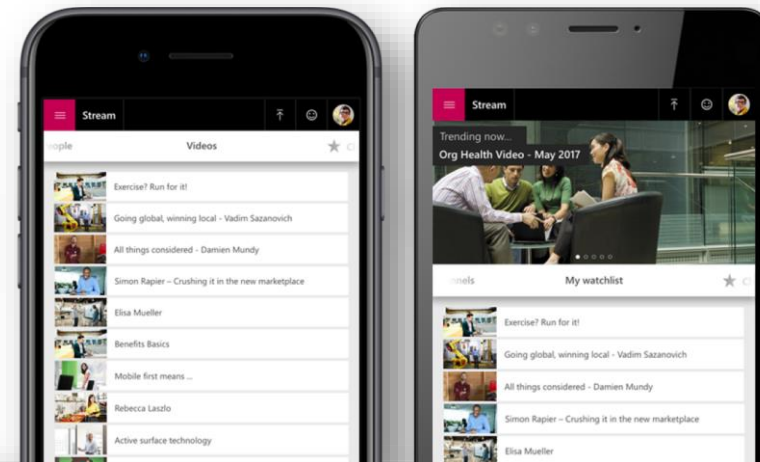 Stream
eople
Videos
Exercise? Run for it!
Going global, winning local - Vadim Sazanovich
All things considered - Damien Mundy
Simon Rapier – Crushing it in the new marketplace
Elisa Mueller
Benefits Basics
Mobile first means ...
Rebecca Laszlo
Active surface technology
Stream
Trending now...
Org Health Video - May 2017
nnels
My watchlist
Exercise? Run for it!
Going global, winning local - Vadim Sazanovich
All things considered - Damien Mundy
Simon Rapier – Crushing it in the new marketplace
Elisa Mueller